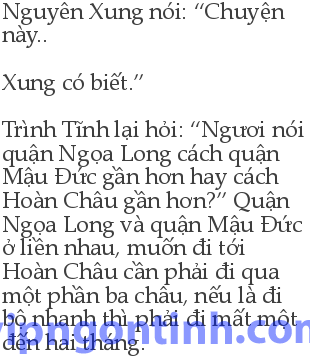 Nguyên Xung nói: “Chuyện
này..
Xung có biết.”
Trình Tĩnh lại hỏi: “Ngươi nói
quận Ngọa Long cách quận
Mậu Đức gần hơn hay cách
Hoàn Châu gần hơn?” Quận
Ngọa Long và quận Mậu Đức
ở liền nhau, muốn đi tới
Hoàn Châu cần phải đi qua
một phần ba châu, nếu là đi
bộ nhanh thì phải đi mất một
đến hai tháng.
vipngontinh.com